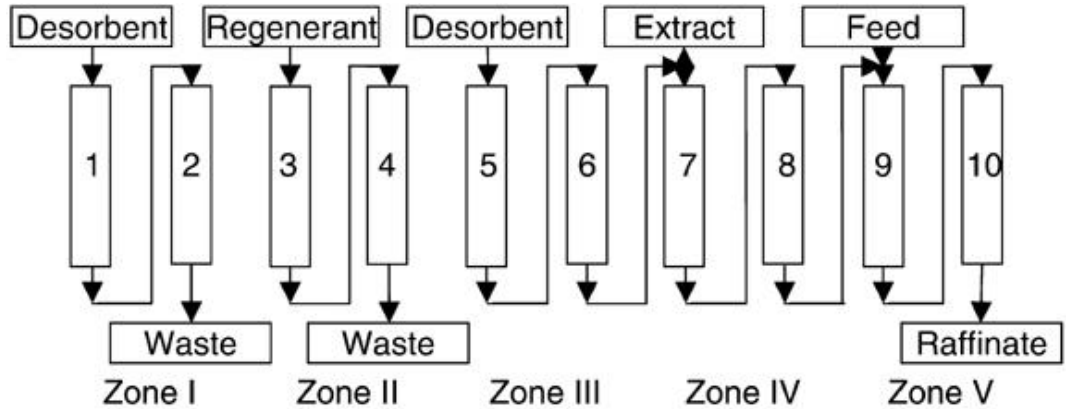 Desorbent Regenerant Desorbent Extract Feed
1 2 3 4 5 6 7 8 9 10
Waste Waste Raffinate
Zone I Zone II Zone III Zone IV Zone V